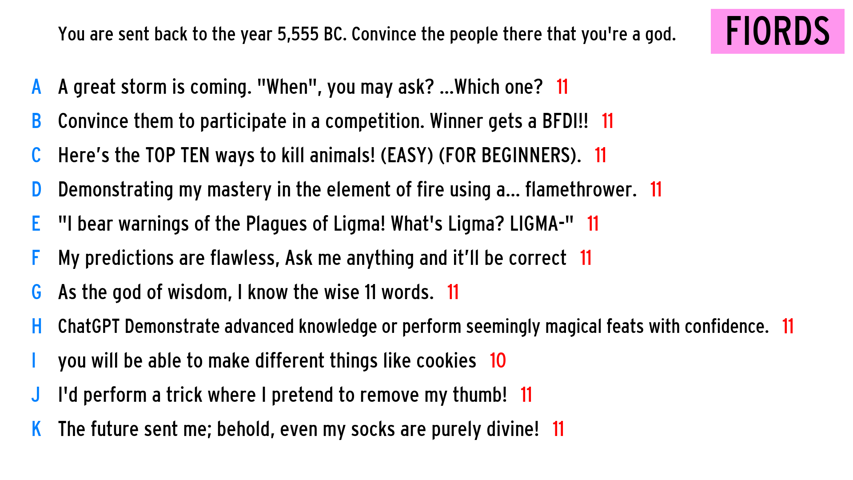 You are sent back to the year 5,555 BC. Convince the people there that you're a god.
FIORDS
A A great storm is coming. "When", you may ask? ...Which one? 11
B Convince them to participate in a competition. Winner gets a BFDI!! 11
C Here’s the TOP TEN ways to kill animals! (EASY) (FOR BEGINNERS). 11
D Demonstrating my mastery in the element of fire using a... flamethrower. 11
E "I bear warnings of the Plagues of Ligma! What's Ligma? LIGMA-" 11
F My predictions are flawless, Ask me anything and it’ll be correct 11
G As the god of wisdom, I know the wise 11 words. 11
H ChatGPT Demonstrate advanced knowledge or perform seemingly magical feats with confidence. 11
I you will be able to make different things like cookies 10
J I'd perform a trick where I pretend to remove my thumb! 11
K The future sent me; behold, even my socks are purely divine! 11